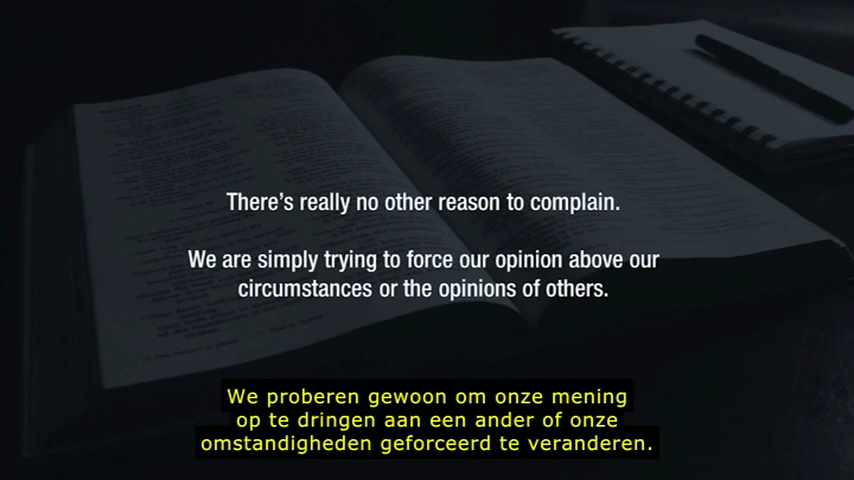 There's really no other reason to complain.
We are simply trying to force our opinion above our
circumstances or the opinions of others.
We proberen gewoon om onze mening
op te dringen aan een ander of onze
omstandigheden geforceerd te veranderen.